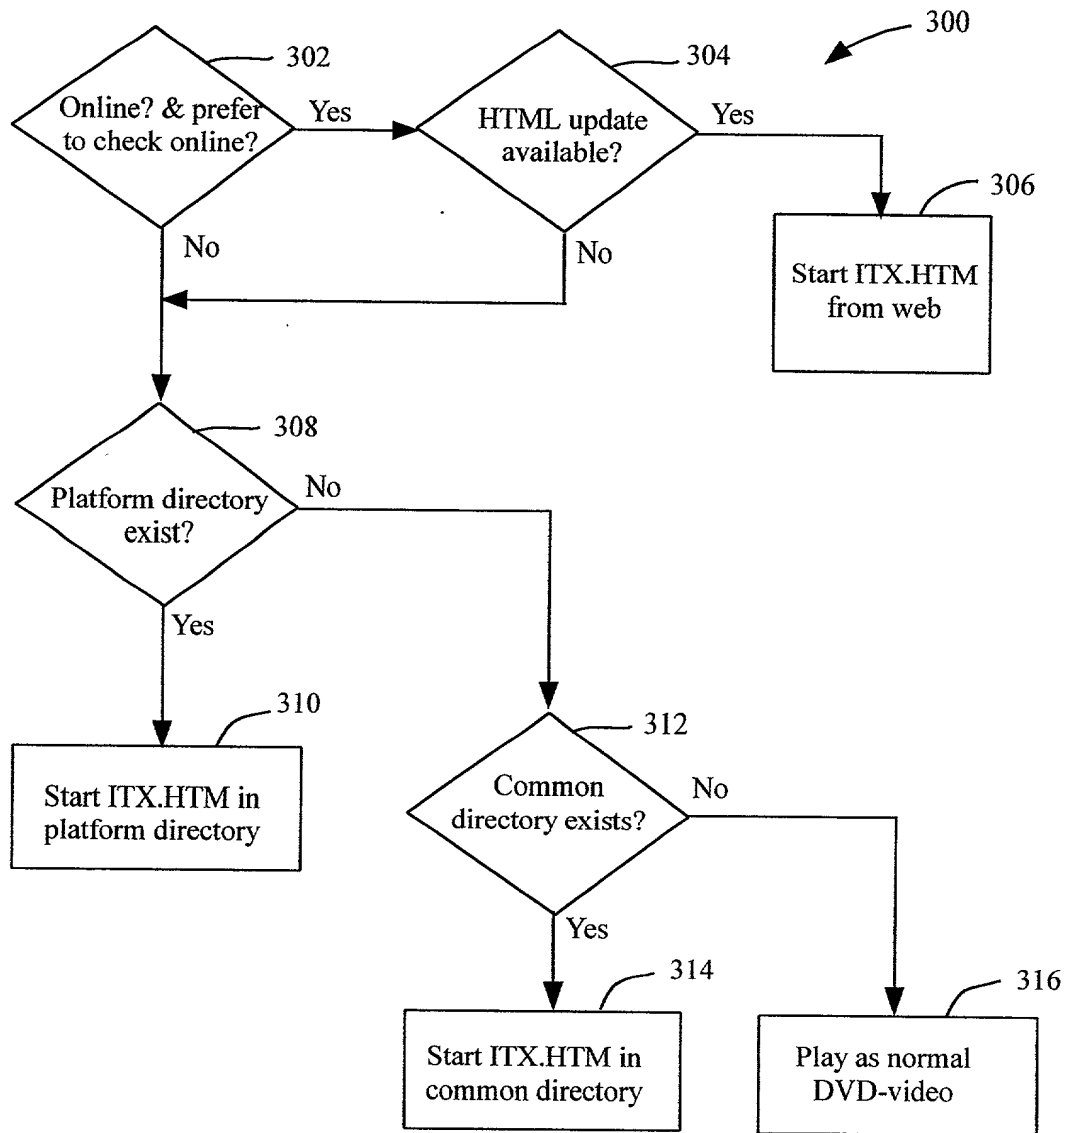 300
302
Online? & prefer
to check online?
Yes
304
HTML update
available?
Yes
306
Start ITX.HTM
from web
No
No
308
Platform directory
exist?
No
Yes
310
Start ITX.HTM in
platform directory
312
Common
directory exists?
No
Yes
314
Start ITX.HTM in
common directory
316
Play as normal
DVD-video